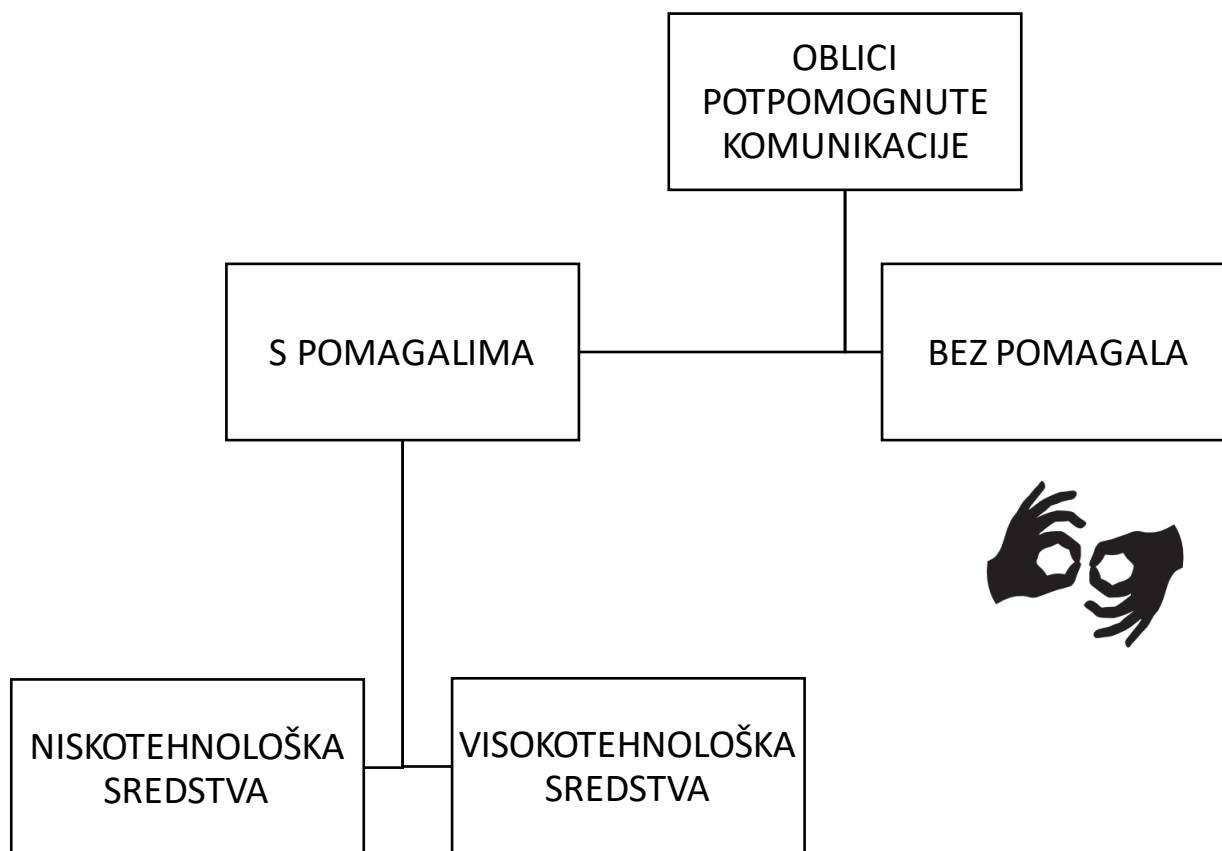 OBLICI
POTPOMOGNUTE
KOMUNIKACIJE
S POMAGALIMA
BEZ POMAGALA
NISKOTEHNOLOŠKA
SREDSTVA
VISOKOTEHNOLOŠKA
SREDSTVA